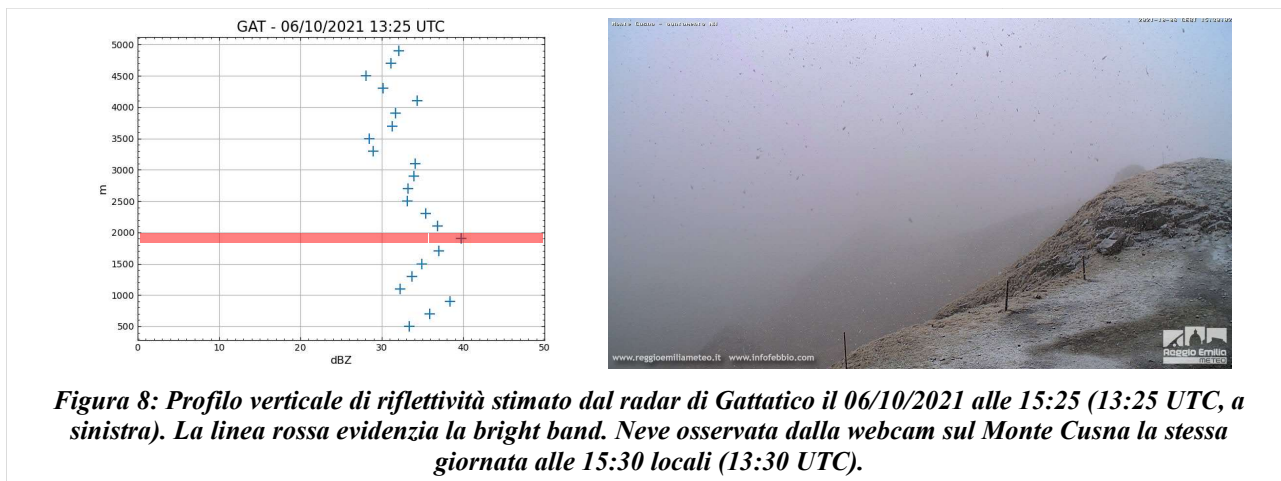 GAT - 06/10/2021 13:25 UTC
5000
4500
4000
3500
3000
2500
2000
1500
1000
500
m
0 10 20 30 40 50
dBZ
www.reggioemiliameteo.it www.infofebbio.com
Reggio Emilia
METEO
Figura 8: Profilo verticale di riflettività stimato dal radar di Gattatico il 06/10/2021 alle 15:25 (13:25 UTC, a
sinistra). La linea rossa evidenzia la bright band. Neve osservata dalla webcam sul Monte Cusna la stessa
giornata alle 15:30 locali (13:30 UTC).